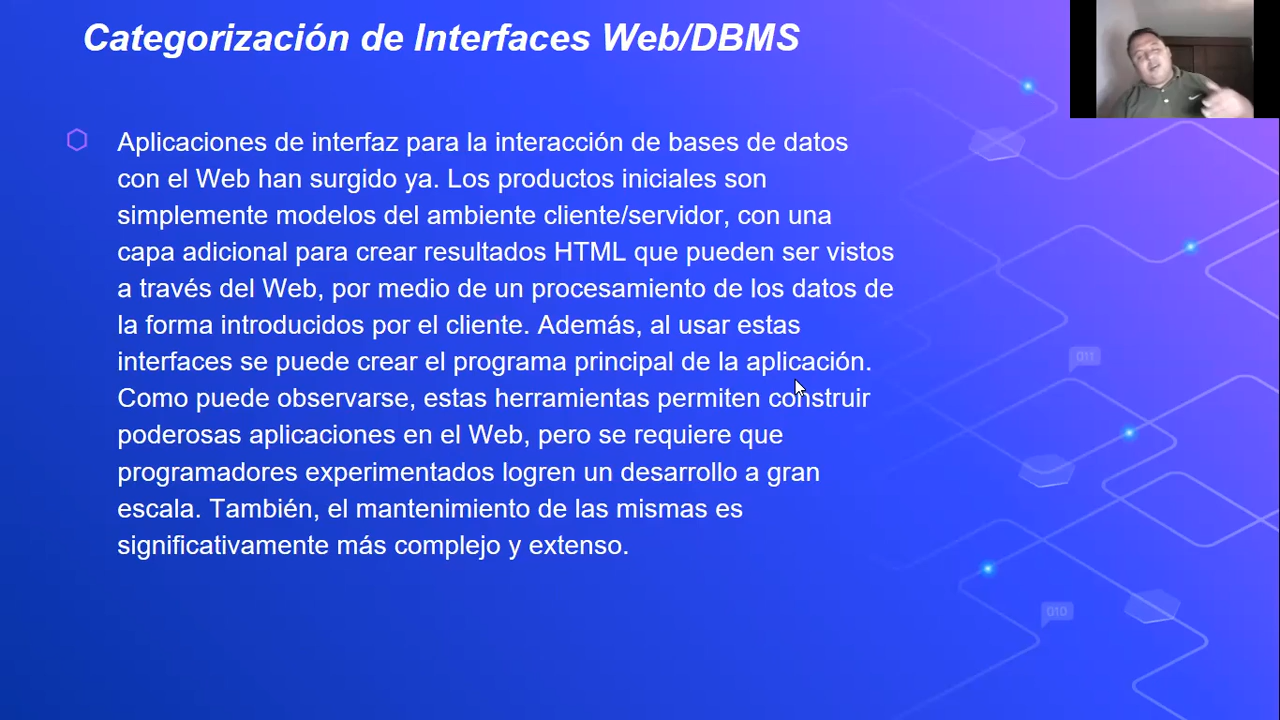 Categorización de Interfaces Web/DBMS
Aplicaciones de interfaz para la interacción de bases de datos
con el Web han surgido ya. Los productos iniciales son
simplemente modelos del ambiente cliente/servidor, con una
capa adicional para crear resultados HTML que pueden ser vistos
a través del Web, por medio de un procesamiento de los datos de
la forma introducidos por el cliente. Además, al usar estas
interfaces se puede crear el programa principal de la aplicación.
Como puede observarse, estas herramientas permiten construir
poderosas aplicaciones en el Web, pero se requiere que
programadores experimentados logren un desarrollo a gran
escala. También, el mantenimiento de las mismas es
significativamente más complejo y extenso.
011
010